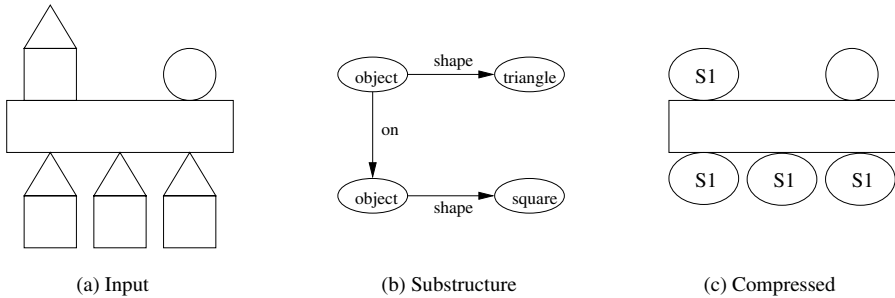 object
shape
triangle
on
object
shape
square
S1
S1
S1
S1
(a) Input
(b) Substructure
(c) Compressed